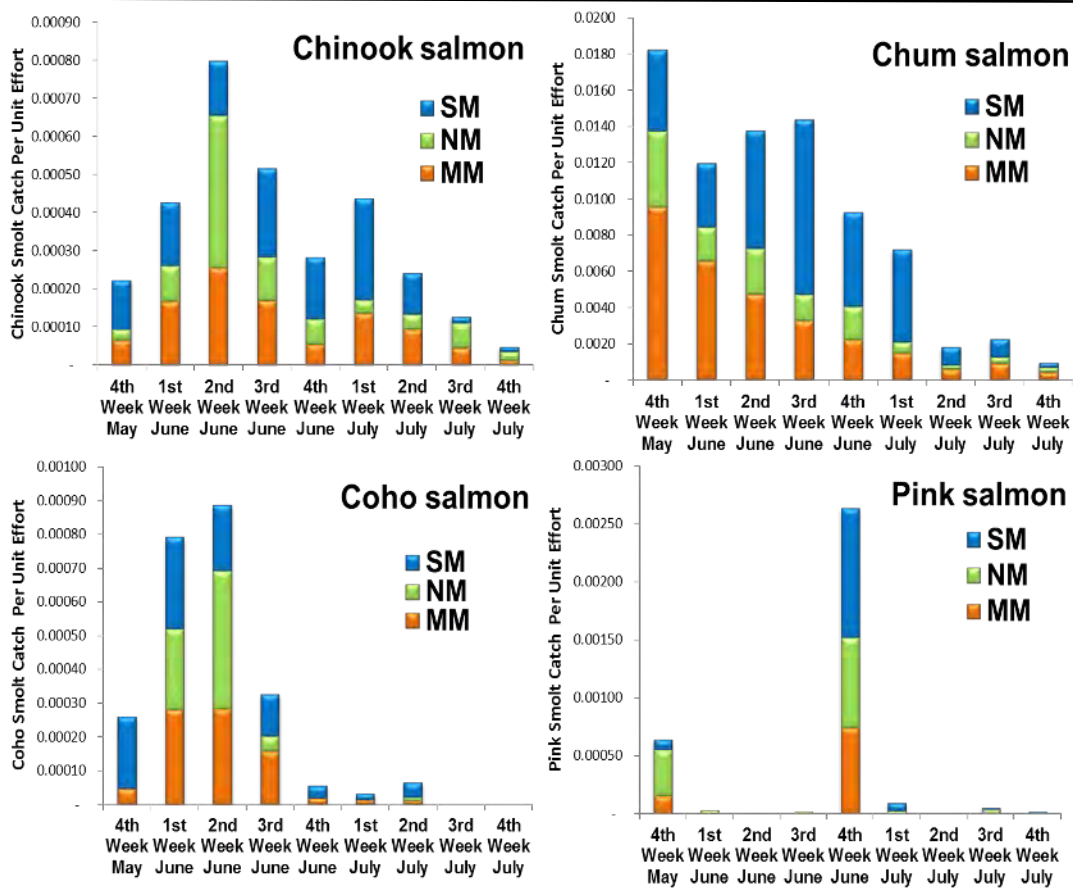 Chinook salmon
Chinook Smolt Catch Per Unit Effort
0.00090
0.00080
0.00070
0.00060
0.00050
0.00040
0.00030
0.00020
0.00010
-
SM
NM
MM
4th 1st 2nd 3rd 4th 1st 2nd 3rd 4th
Week Week Week Week Week Week Week Week Week
May June June June June July July July July
Chum salmon
Chum Smolt Catch Per Unit Effort
0.0200
0.0180
0.0160
0.0140
0.0120
0.0100
0.0080
0.0060
0.0040
0.0020
-
SM
NM
MM
4th 1st 2nd 3rd 4th 1st 2nd 3rd 4th
Week Week Week Week Week Week Week Week Week
May June June June June July July July July
Coho salmon
Coho Smolt Catch Per Unit Effort
0.00100
0.00090
0.00080
0.00070
0.00060
0.00050
0.00040
0.00030
0.00020
0.00010
-
SM
NM
MM
4th 1st 2nd 3rd 4th 1st 2nd 3rd 4th
Week Week Week Week Week Week Week Week Week
May June June June June July July July July
Pink salmon
Pink Smolt Catch Per Unit Effort
0.00300
0.00250
0.00200
0.00150
0.00100
0.00050
-
SM
NM
MM
4th 1st 2nd 3rd 4th 1st 2nd 3rd 4th
Week Week Week Week Week Week Week Week Week
May June June June June July July July July